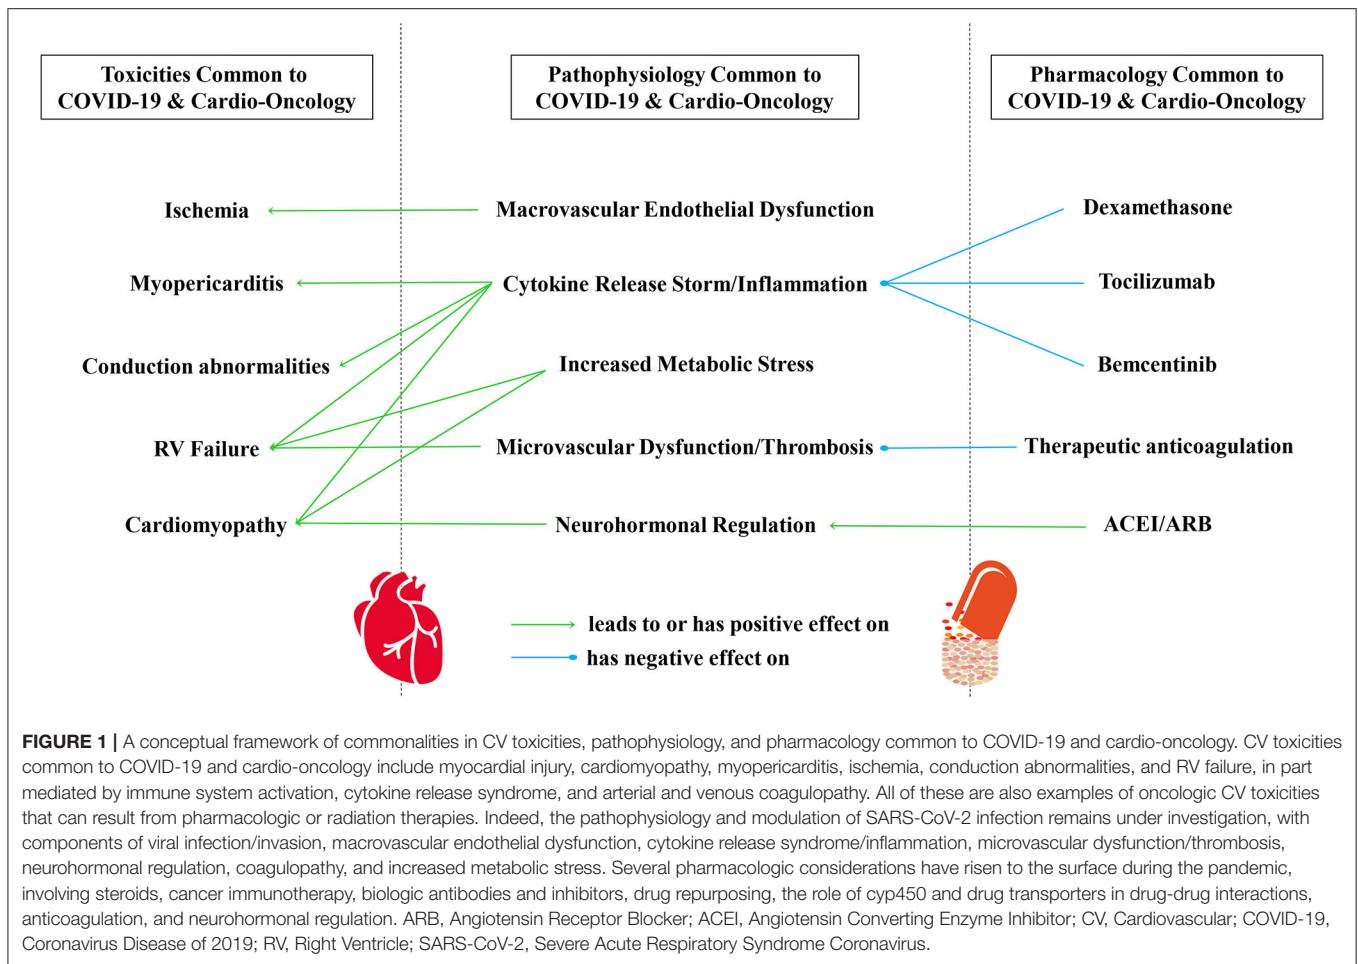 Toxicities Common to
COVID-19 & Cardio-Oncology
Pathophysiology Common to
COVID-19 & Cardio-Oncology
Pharmacology Common to
COVID-19 & Cardio-Oncology
Ischemia
Macrovascular Endothelial Dysfunction
Dexamethasone
Myopericarditis
Cytokine Release Storm/Inflammation
Tocilizumab
Conduction abnormalities
Increased Metabolic Stress
Bemcentinib
RV Failure
Microvascular Dysfunction/Thrombosis
Therapeutic anticoagulation
Cardiomyopathy
Neurohormonal Regulation
ACEI/ARB
leads to or has positive effect on
has negative effect on
FIGURE 1 | A conceptual framework of commonalities in CV toxicities, pathophysiology, and pharmacology common to COVID-19 and cardio-oncology. CV toxicities
common to COVID-19 and cardio-oncology include myocardial injury, cardiomyopathy, myopericarditis, ischemia, conduction abnormalities, and RV failure, in part
mediated by immune system activation, cytokine release syndrome, and arterial and venous coagulopathy. All of these are also examples of oncologic CV toxicities
that can result from pharmacologic or radiation therapies. Indeed, the pathophysiology and modulation of SARS-CoV-2 infection remains under investigation, with
components of viral infection/invasion, macrovascular endothelial dysfunction, cytokine release syndrome/inflammation, microvascular dysfunction/thrombosis,
neurohormonal regulation, coagulopathy, and increased metabolic stress. Several pharmacologic considerations have risen to the surface during the pandemic,
involving steroids, cancer immunotherapy, biologic antibodies and inhibitors, drug repurposing, the role of cyp450 and drug transporters in drug-drug interactions,
anticoagulation, and neurohormonal regulation. ARB, Angiotensin Receptor Blocker; ACEI, Angiotensin Converting Enzyme Inhibitor; CV, Cardiovascular; COVID-19,
Coronavirus Disease of 2019; RV, Right Ventricle; SARS-CoV-2, Severe Acute Respiratory Syndrome Coronavirus.